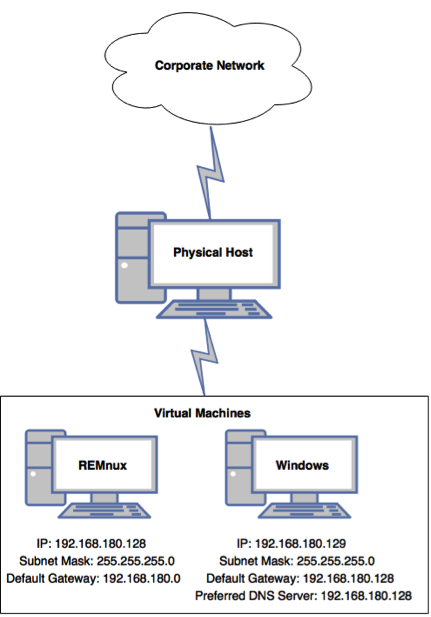 Corporate Network
Physical Host
Virtual Machines
REMnux
Windows
IP: 192.168.180.128
Subnet Mask: 255.255.255.0
Default Gateway: 192.168.180.0
IP: 192.168.180.129
Subnet Mask: 255.255.255.0
Default Gateway: 192.168.180.128
Preferred DNS Server: 192.168.180.128